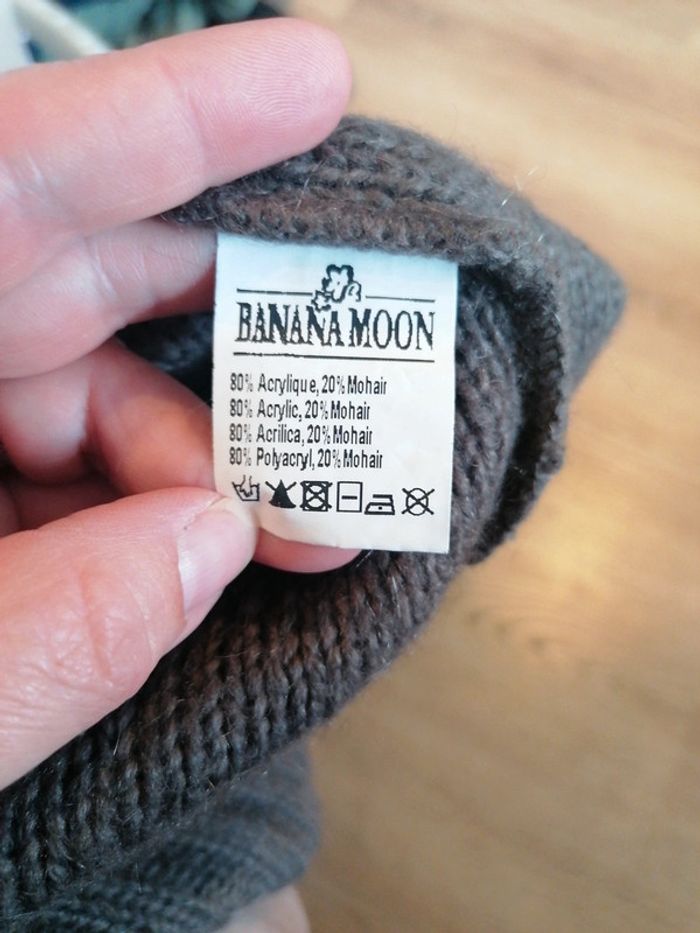 BANANA MOON
80% Acrylique, 20% Mohair
80% Acrylic, 20% Mohair
80% Acrilica, 20% Mohair
80% Polyacryl, 20% Mohair